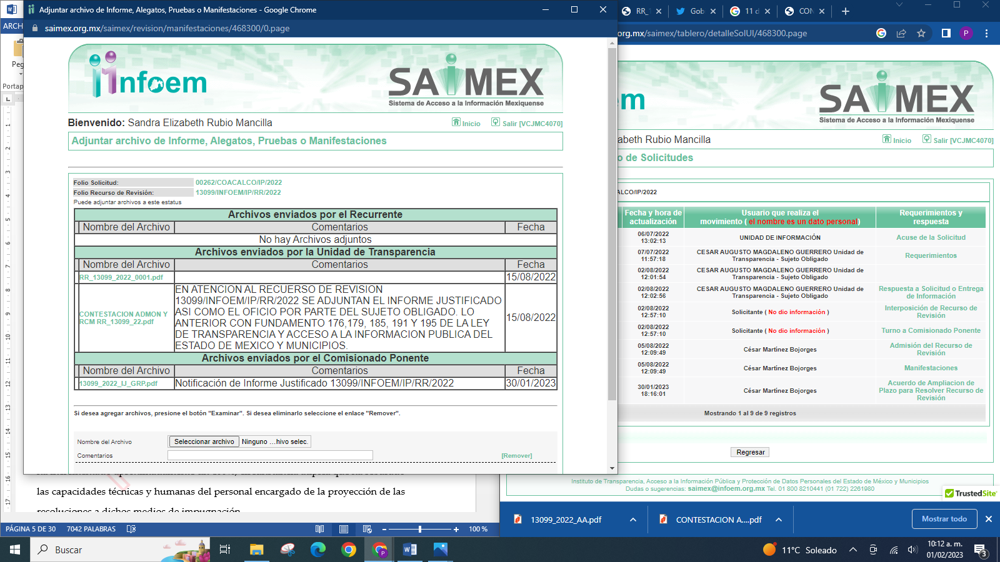 Adjuntar archivo de Informe, Alegatos, Pruebas o Manifestaciones - Google Chrome
saimex.org.mx/saimex/revision/manifestaciones/468300/0.page
infoem
SAIMEX
Sistema de Acceso a la Información Mexiquense
Bienvenido: Sandra Elizabeth Rubio Mancilla
Inicio
Salir [VCJMC4070]
Adjuntar archivo de Informe, Alegatos, Pruebas o Manifestaciones
Folio Solicitud: 00262/COACALCO/IP/2022
Folio Recurso de Revisión: 13099/INFOEM/IP/RR/2022
Puede adjuntar archivos a este estatus
Archivos enviados por el Recurrente
Nombre del Archivo Comentarios Fecha
No hay Archivos adjuntos
Archivos enviados por la Unidad de Transparencia
Nombre del Archivo Comentarios Fecha
RR_13099_2022_0001.pdf 15/08/2022
CONTESTACION ADMON Y
RCM RR_13099_22.pdf
EN ATENCION AL RECUERSO DE REVISION
13099/INFOEM/IP/RR/2022 SE ADJUNTAN EL INFORME JUSTIFICADO
ASI COMO EL OFICIO POR PARTE DEL SUJETO OBLIGADO. LO
ANTERIOR CON FUNDAMENTO 176,179, 185, 191 Y 195 DE LA LEY
DE TRANSPARENCIA Y ACCESO A LA INFORMACION PUBLICA DEL
ESTADO DE MEXICO Y MUNICIPIOS.
15/08/2022
Archivos enviados por el Comisionado Ponente
Nombre del Archivo Comentarios Fecha
13099_2022_IJ_GRP.pdf Notificación de Informe Justificado 13099/INFOEM/IP/RR/2022 30/01/2023
Si desea agregar archivos, presione el botón "Examinar". Si desea eliminarlo seleccione el enlace "Remover".
Nombre del Archivo Seleccionar archivo Ninguno ...hivo selec.
Comentarios [Remover]
ARCH
Peg
Portap
las capacidades técnicas y humanas del personal encargado de la proyección de las
resoluciones a dichos medios de impugnación
PÁGINA 5 DE 30 7042 PALABRAS 100 %
RR_
Gob
11 d
CON
org.mx/saimex/tablero/detalleSolUI/468300.page
P
em
SAIMEX
Sistema de Acceso a la Información Mexiquense
abeth Rubio Mancilla
Inicio
Salir [VCJMC4070]
o de Solicitudes
ALCO/IP/2022
Fecha y hora de
actualización
Usuario que realiza el
movimiento ( el nombre es un dato personal)
Requerimientos y
respuesta
06/07/2022
13:02:13
UNIDAD DE INFORMACIÓN
Acuse de la Solicitud
07/07/2022
11:57:18
CESAR AUGUSTO MAGDALENO GUERRERO Unidad de
Transparencia - Sujeto Obligado
Requerimientos
02/08/2022
12:01:54
CESAR AUGUSTO MAGDALENO GUERRERO Unidad de
Transparencia - Sujeto Obligado
02/08/2022
12:02:56
CESAR AUGUSTO MAGDALENO GUERRERO Unidad de
Transparencia - Sujeto Obligado
Respuesta a Solicitud o Entrega
de Información
02/08/2022
12:57:10
Solicitante ( No dio información )
Interposición de Recurso de
Revisión
02/08/2022
12:57:10
Solicitante ( No dio información )
Turno a Comisionado Ponente
05/08/2022
12:09:49
César Martínez Bojorges
Admisión del Recurso de
Revisión
05/08/2022
12:09:49
César Martínez Bojorges
Manifestaciones
30/01/2023
18:16:01
César Martínez Bojorges
Acuerdo de Ampliacion de
Plazo para Resolver Recurso de
Revisión
Mostrando 1 al 9 de 9 registros
Regresar
Instituto de Transparencia, Acceso a la Información Pública y Protección de Datos Personales del Estado de México y Municipios
Dudas o sugerencias: saimex@infoem.org.mx Tel. 01 800 8210441 (01 722) 2261980
TrustedSite
13099_2022_AA.pdf
CONTESTACION A....pdf
Mostrar todo
Buscar
11°C Soleado
10:12 a. m.
01/02/2023
3